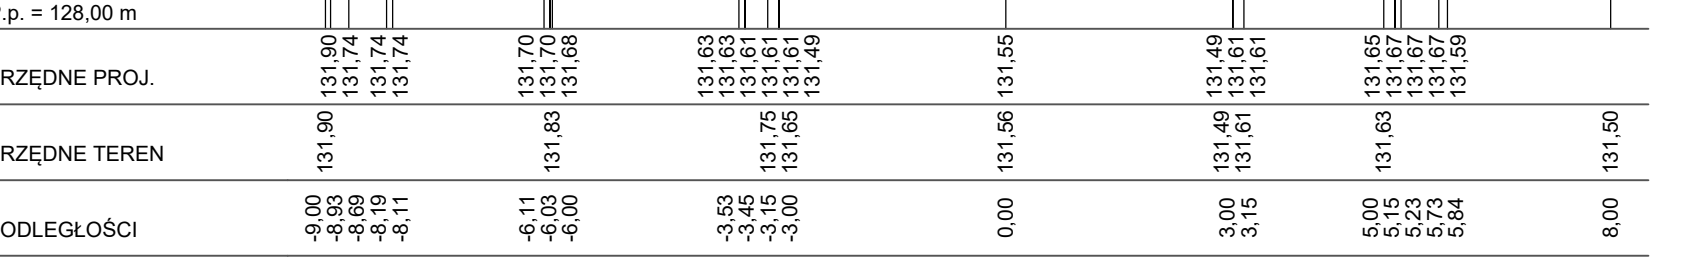 P.p. = 128,00 m
RZĘDNE PROJ. 131,90 131,74 131,74 131,74 131,70 131,70 131,68 131,63 131,63 131,61 131,61 131,61 131,49 131,55 131,49 131,61 131,61 131,65 131,67 131,67 131,67 131,59
RZĘDNE TEREN 131,90 131,83 131,75 131,65 131,56 131,49 131,61 131,63 131,50
ODLEGŁOŚCI -9,00 -8,93 -8,69 -8,19 -8,11 -6,11 -6,03 -6,00 -3,53 -3,45 -3,15 -3,00 0,00 3,00 3,15 5,00 5,15 5,23 5,73 5,84 8,00